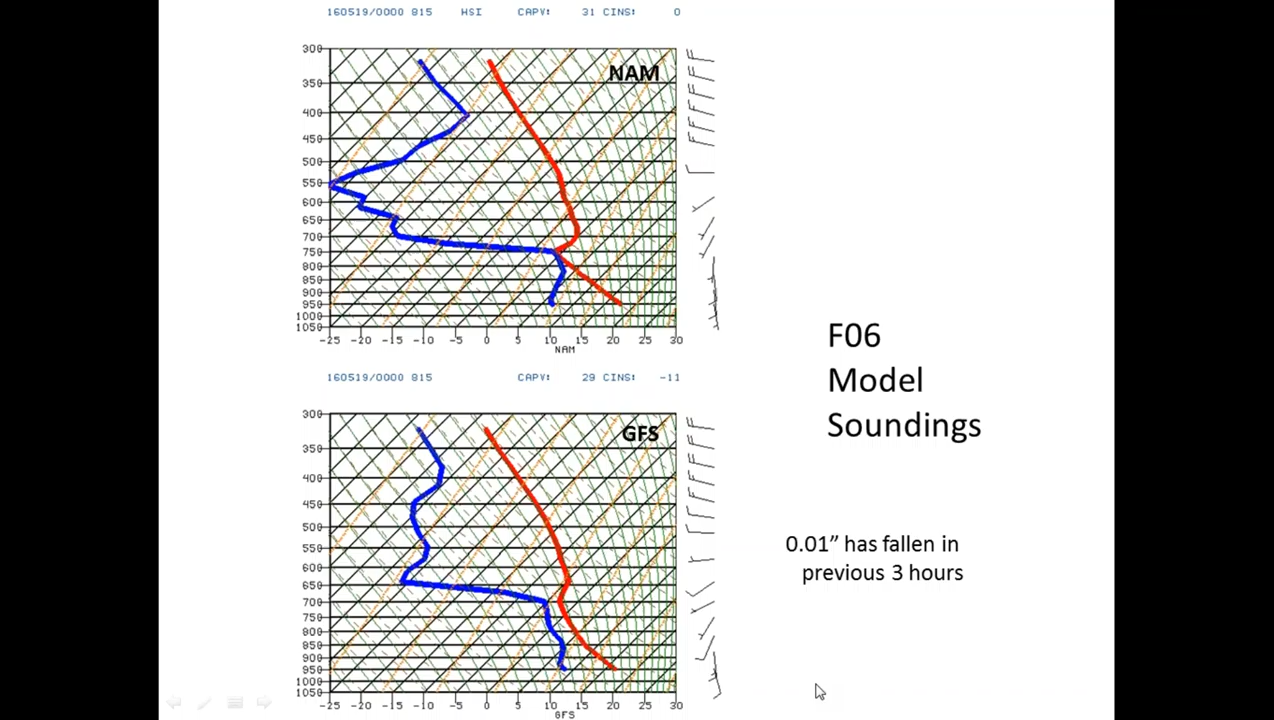 160519/0000 815 HSI CAPV: 31 CINS: 0
NAM
300
350
400
450
500
550
600
650
700
750
800
850
900
950
1000
1050
-25 -20 -15 -10 -5 0 5 10 15 20 25 30
NAM
F06
Model
Soundings
160519/0000 815 CAPV: 29 CINS: -11
GFS
300
350
400
450
500
550
600
650
700
750
800
850
900
950
1000
1050
-25 -20 -15 -10 -5 0 5 10 15 20 25 30
GFS
0.01” has fallen in
previous 3 hours